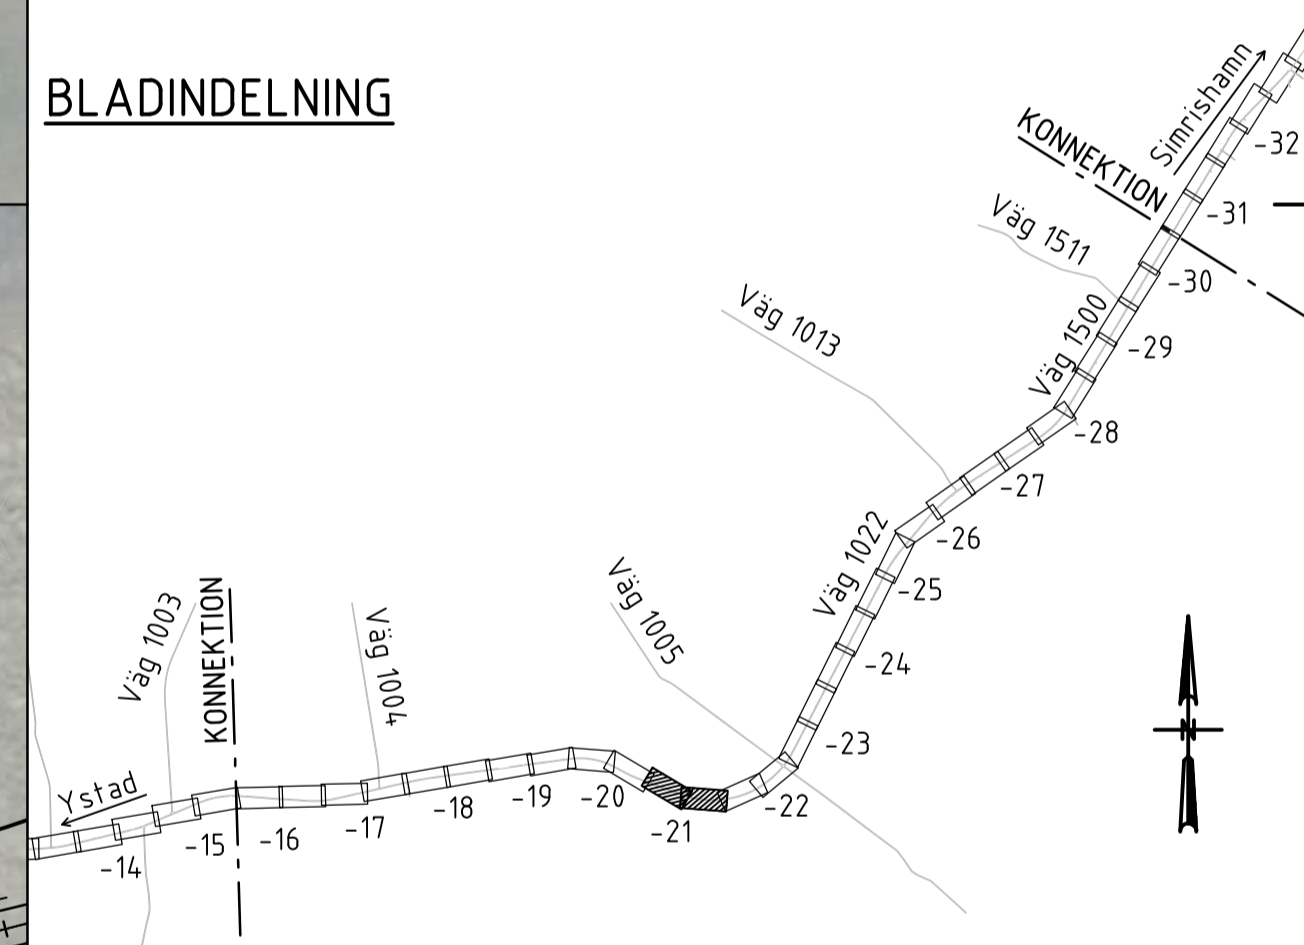 BLADINDELNING
Simrishamn
KONNEKTION
-32
-31
Väg 1511
-30
Väg 1013
Väg 1500
-29
-28
-27
Väg 1022
-26
-25
Väg 1005
Väg 1003
KONNEKTION
Väg 1004
-24
-23
N
Ystad
-22
-21
-20
-19
-18
-17
-16
-15
-14